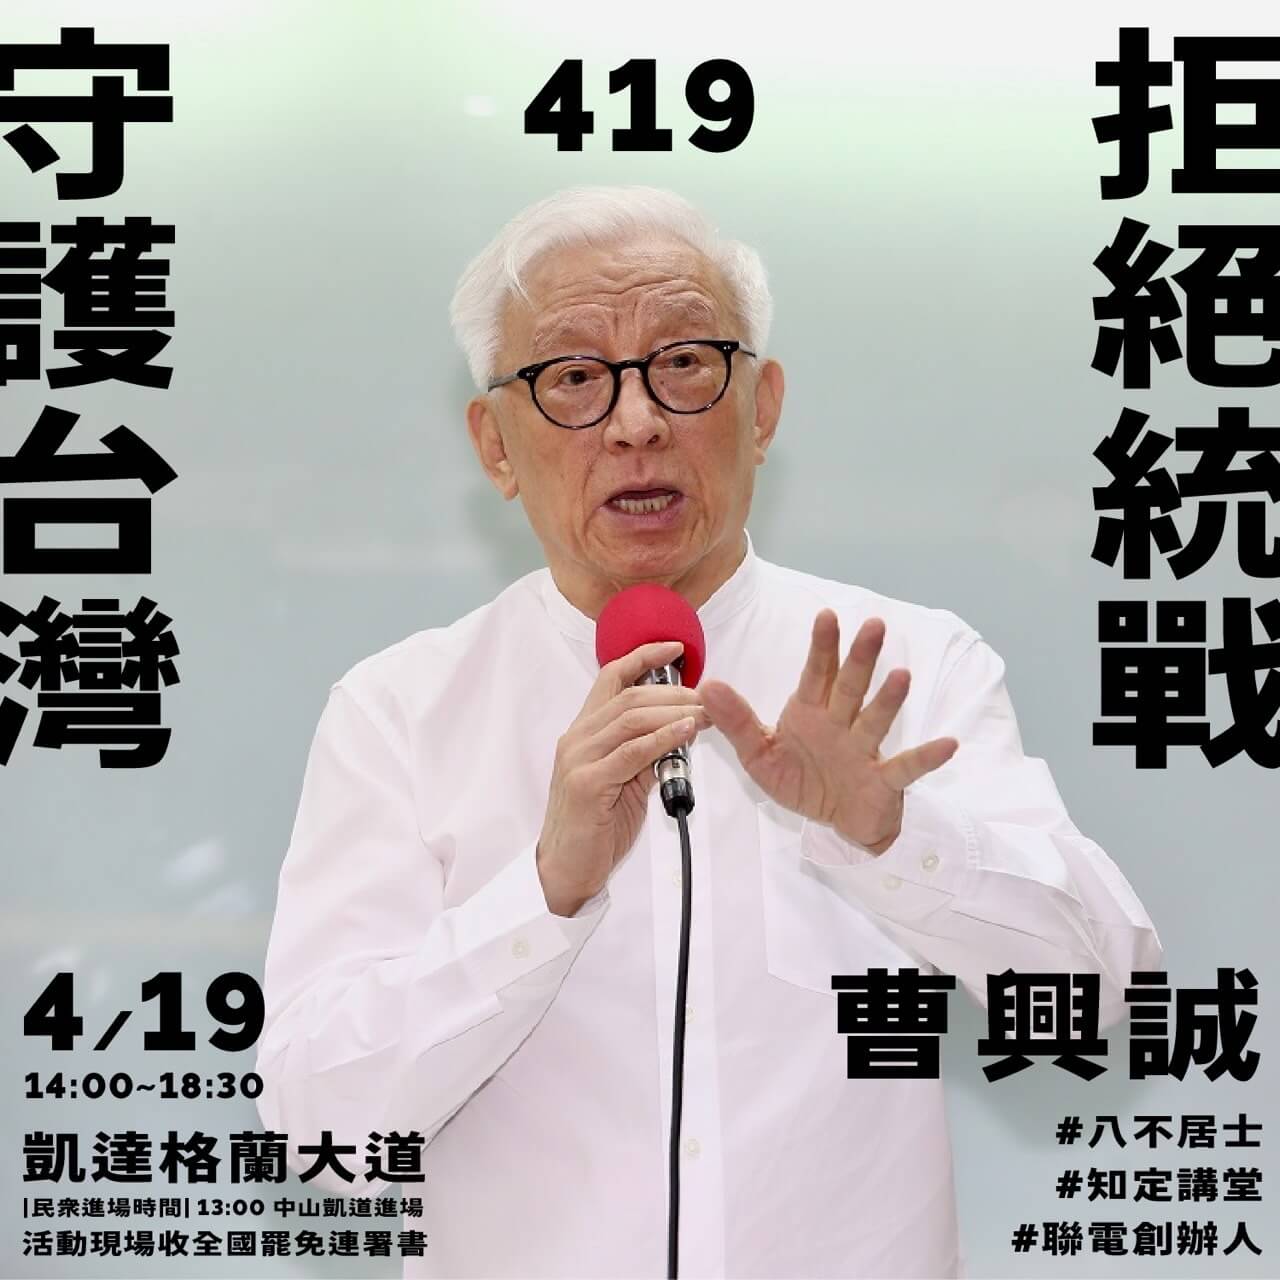 419
拒絕統戰
守護台灣
4/19
14:00~18:30
凱達格蘭大道
|民眾進場時間| 13:00 中山凱道進場
活動現場收全國罷免連署書
曹興誠
#八不居士
#知定講堂
#聯電創辦人